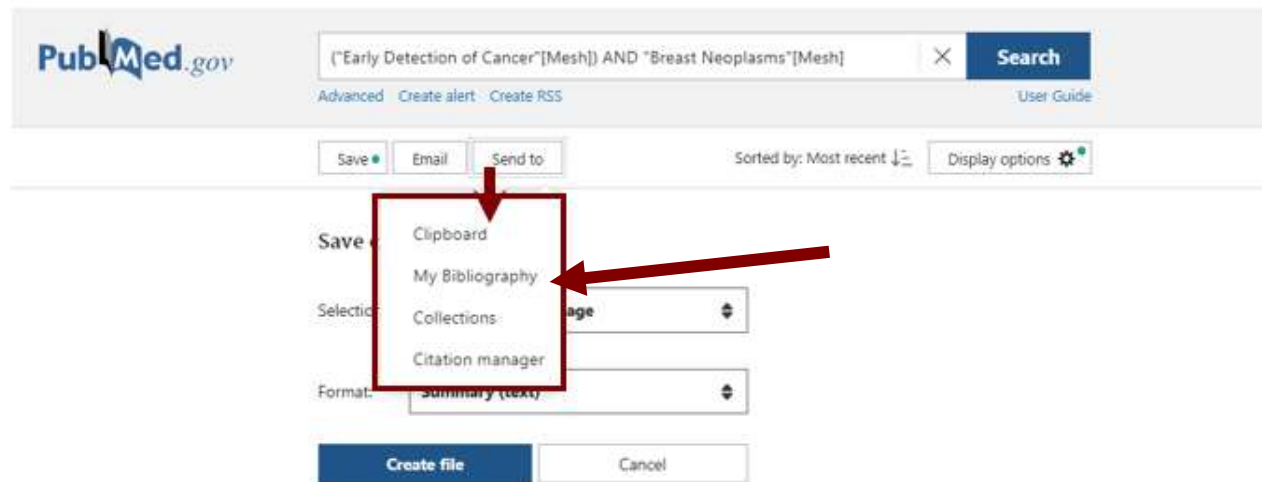 PubMed.gov
("Early Detection of Cancer"[Mesh]) AND "Breast Neoplasms"[Mesh]
Search
Advanced Create alert Create RSS User Guide
Save Email Send to Sorted by: Most recent Display options
Clipboard
Save
My Bibliography
Collections
Citation manager
Format: Summary (text)
Create file Cancel